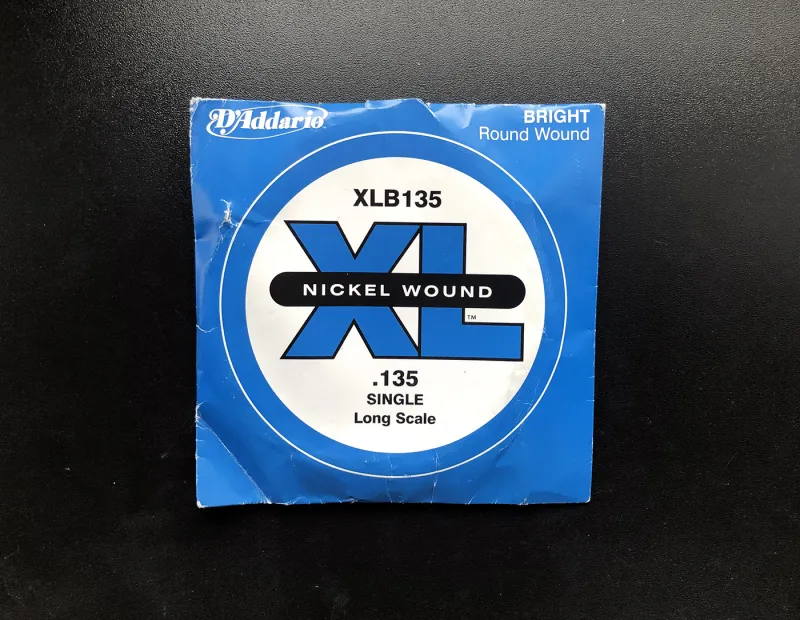 D'Addario
BRIGHT
Round Wound
XLB135
XL
NICKEL WOUND
™
.135
SINGLE
Long Scale